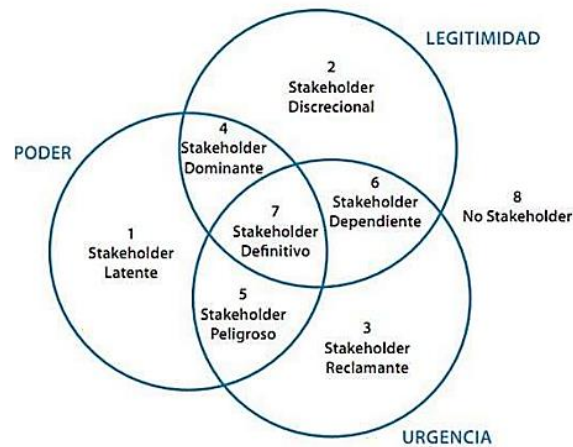 LEGITIMIDAD
2
Stakeholder
Discrecional
PODER
4
Stakeholder
Dominante
6
Stakeholder
Dependiente
8
No Stakeholder
7
Stakeholder
Definitivo
1
Stakeholder
Latente
5
Stakeholder
Peligroso
3
Stakeholder
Reclamante
URGENCIA